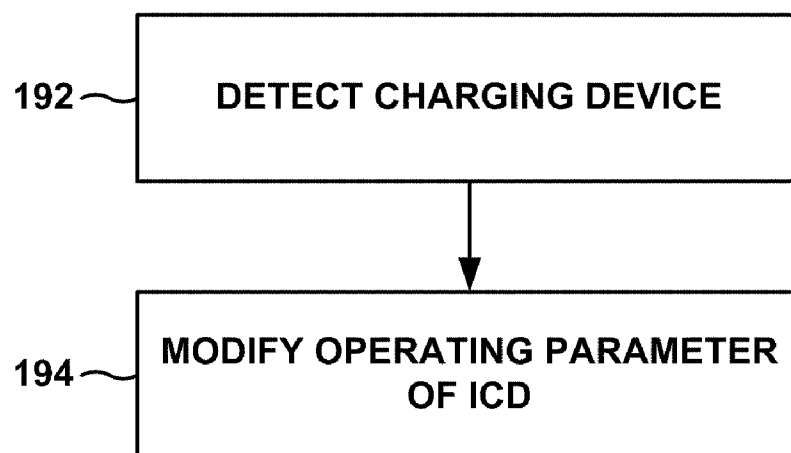 192
DETECT CHARGING DEVICE
194
MODIFY OPERATING PARAMETER
OF ICD